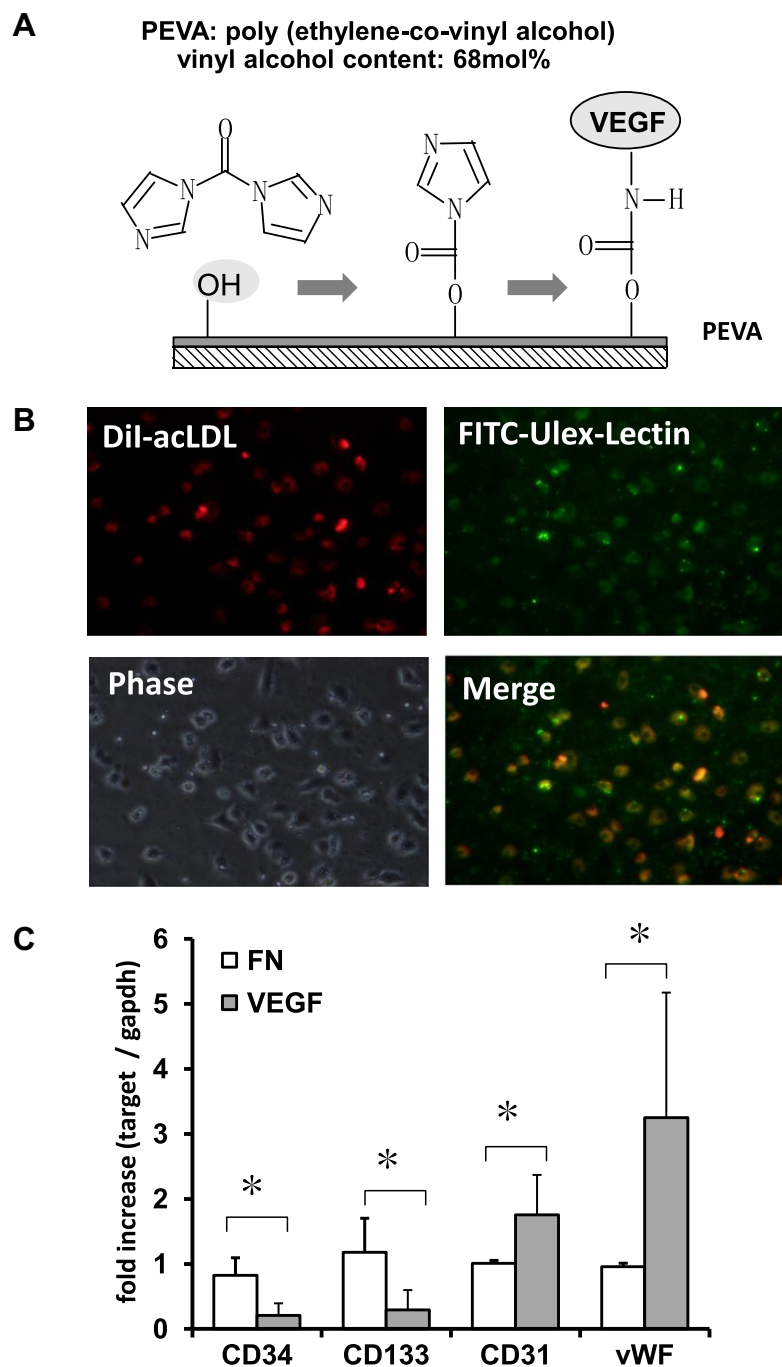 A
PEVA: poly (ethylene-co-vinyl alcohol)
vinyl alcohol content: 68mol%
O
N
N
N
N
OH
N
N
O
O
VEGF
N
H
O
O
PEVA
B
DiI-acLDL
FITC-Ulex-Lectin
Phase
Merge
C
fold increase (target / gapdh)
6
5
4
3
2
1
0
FN
VEGF
*
*
*
*
CD34
CD133
CD31
vWF